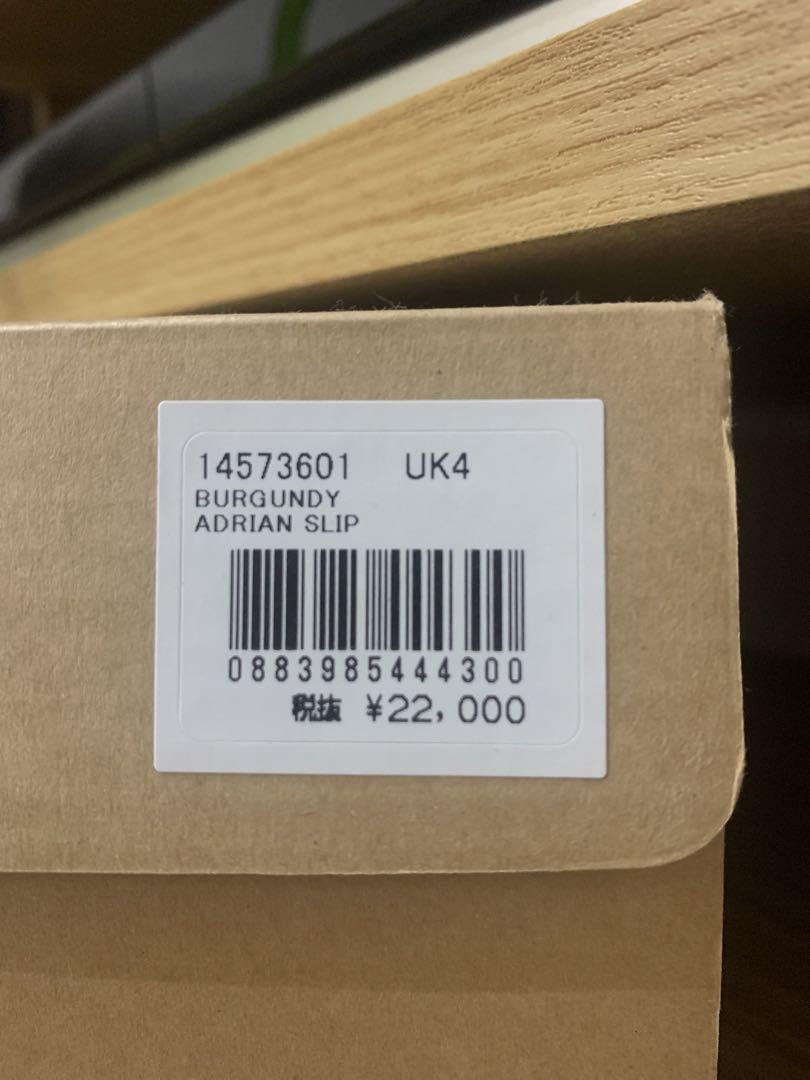 14573601 UK4
BURGUNDY
ADRIAN SLIP
0883985444300
税抜 ¥22,000